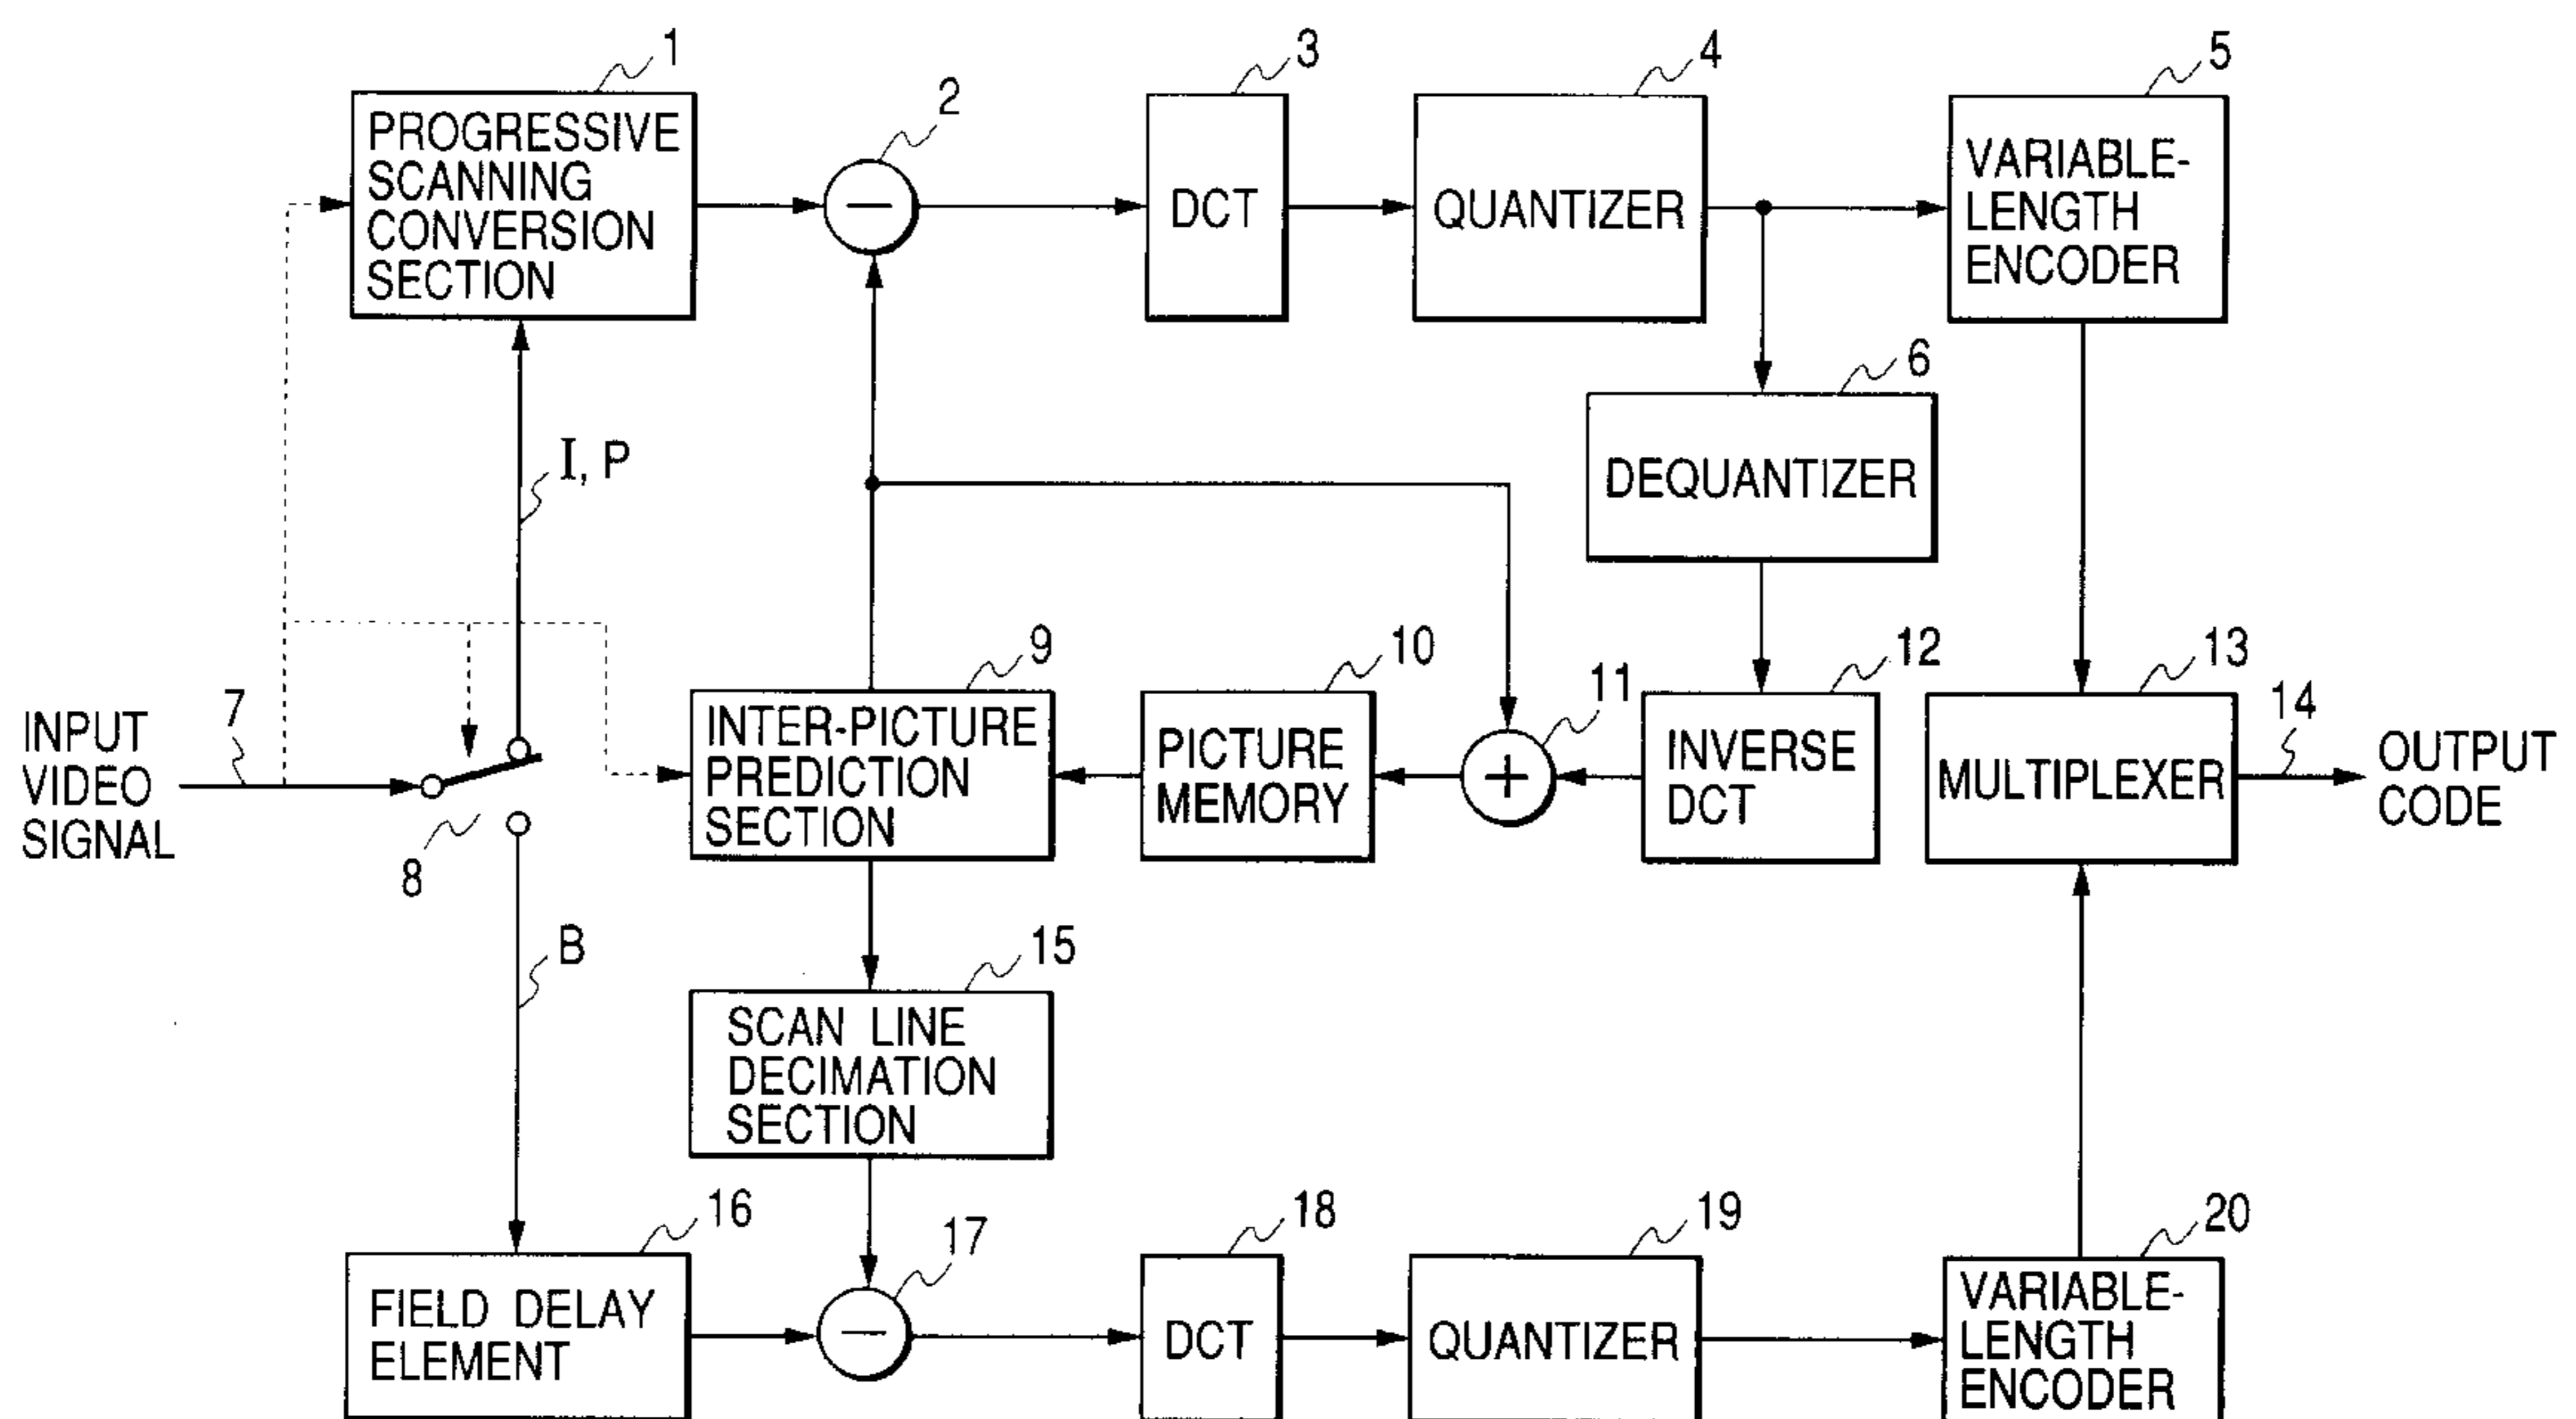 1
PROGRESSIVE
SCANNING
CONVERSION
SECTION
2
3
DCT
4
QUANTIZER
5
VARIABLE-
LENGTH
ENCODER
6
DEQUANTIZER
I, P
INPUT
VIDEO
SIGNAL
7
8
9
INTER-PICTURE
PREDICTION
SECTION
10
PICTURE
MEMORY
11
+
12
INVERSE
DCT
13
MULTIPLEXER
14
OUTPUT
CODE
B
15
SCAN LINE
DECIMATION
SECTION
16
FIELD DELAY
ELEMENT
17
18
DCT
19
QUANTIZER
20
VARIABLE-
LENGTH
ENCODER